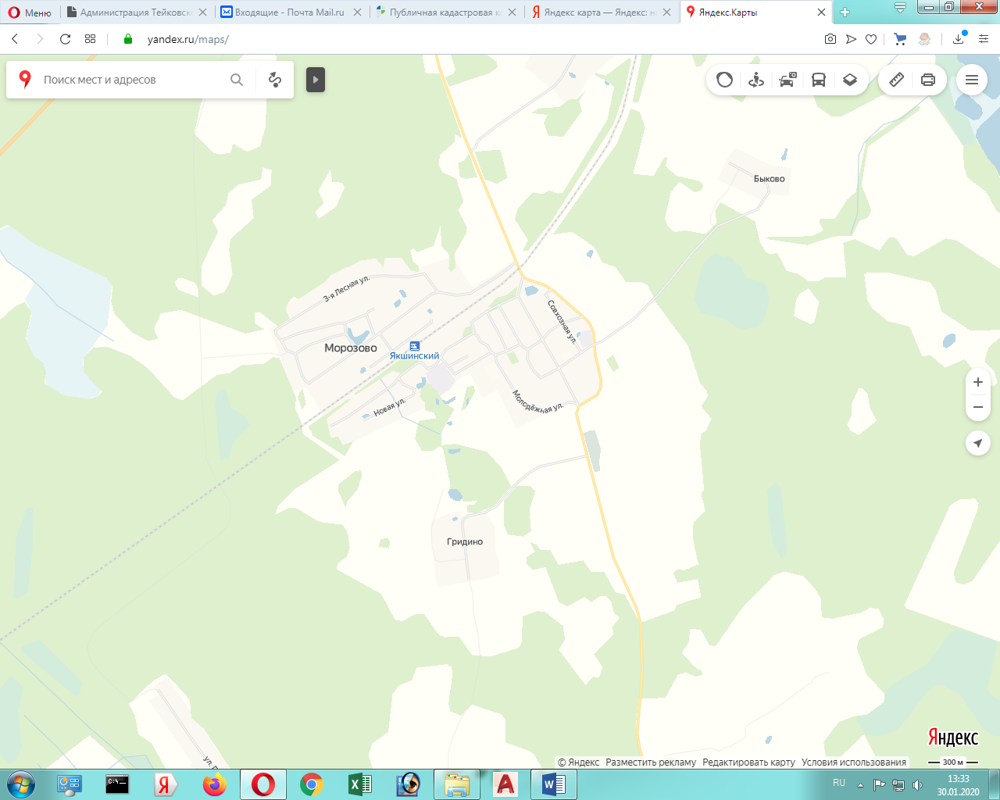 Меню
Администрация Тейковск
Входящие - Почта Mail.ru
Публичная кадастровая к
Яндекс карта — Яндекс: н
Яндекс.Карты
yandex.ru/maps/
Поиск мест и адресов
Быково
3-я Лесная ул.
Совхозная ул.
Морозово
Якшинский
Новая ул.
Молодёжная ул.
Гридино
ул.
Яндекс
© Яндекс Разместить рекламу Редактировать карту Условия использования 300 м
RU
13:33
30.01.2020